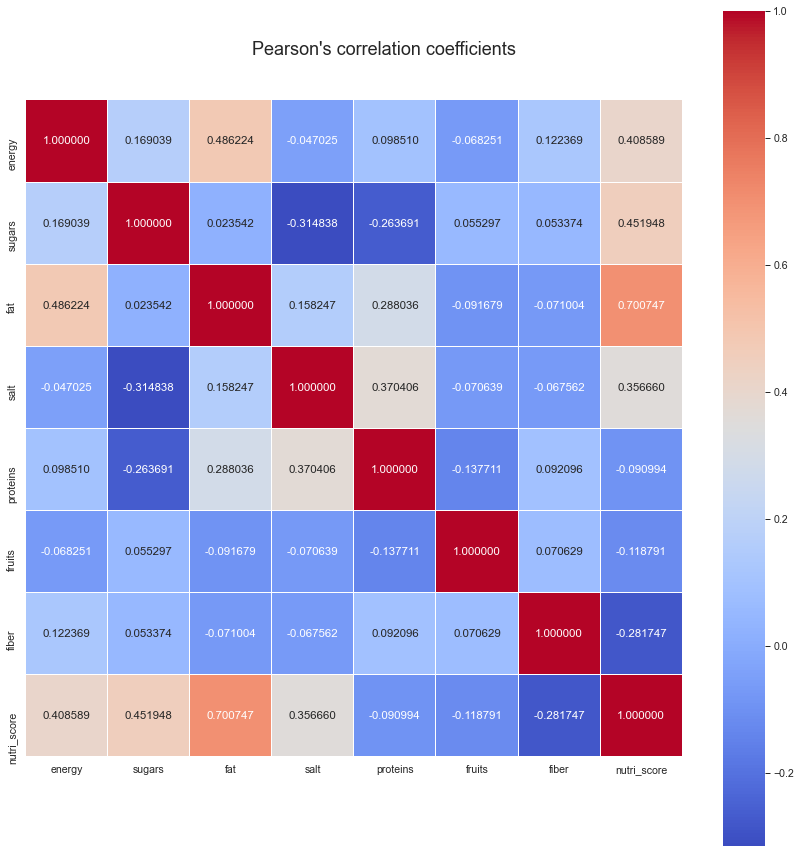 Pearson's correlation coefficients
energy 1.000000 0.169039 0.486224 -0.047025 0.098510 -0.068251 0.122369 0.408589
sugars 0.169039 1.000000 0.023542 -0.314838 -0.263691 0.055297 0.053374 0.451948
fat 0.486224 0.023542 1.000000 0.158247 0.288036 -0.091679 -0.071004 0.700747
salt -0.047025 -0.314838 0.158247 1.000000 0.370406 -0.070639 -0.067562 0.356660
proteins 0.098510 -0.263691 0.288036 0.370406 1.000000 -0.137711 0.092096 -0.090994
fruits -0.068251 0.055297 -0.091679 -0.070639 -0.137711 1.000000 0.070629 -0.118791
fiber 0.122369 0.053374 -0.071004 -0.067562 0.092096 0.070629 1.000000 -0.281747
nutri_score 0.408589 0.451948 0.700747 0.356660 -0.090994 -0.118791 -0.281747 1.000000
energy sugars fat salt proteins fruits fiber nutri_score
1.0
0.8
0.6
0.4
0.2
0.0
-0.2